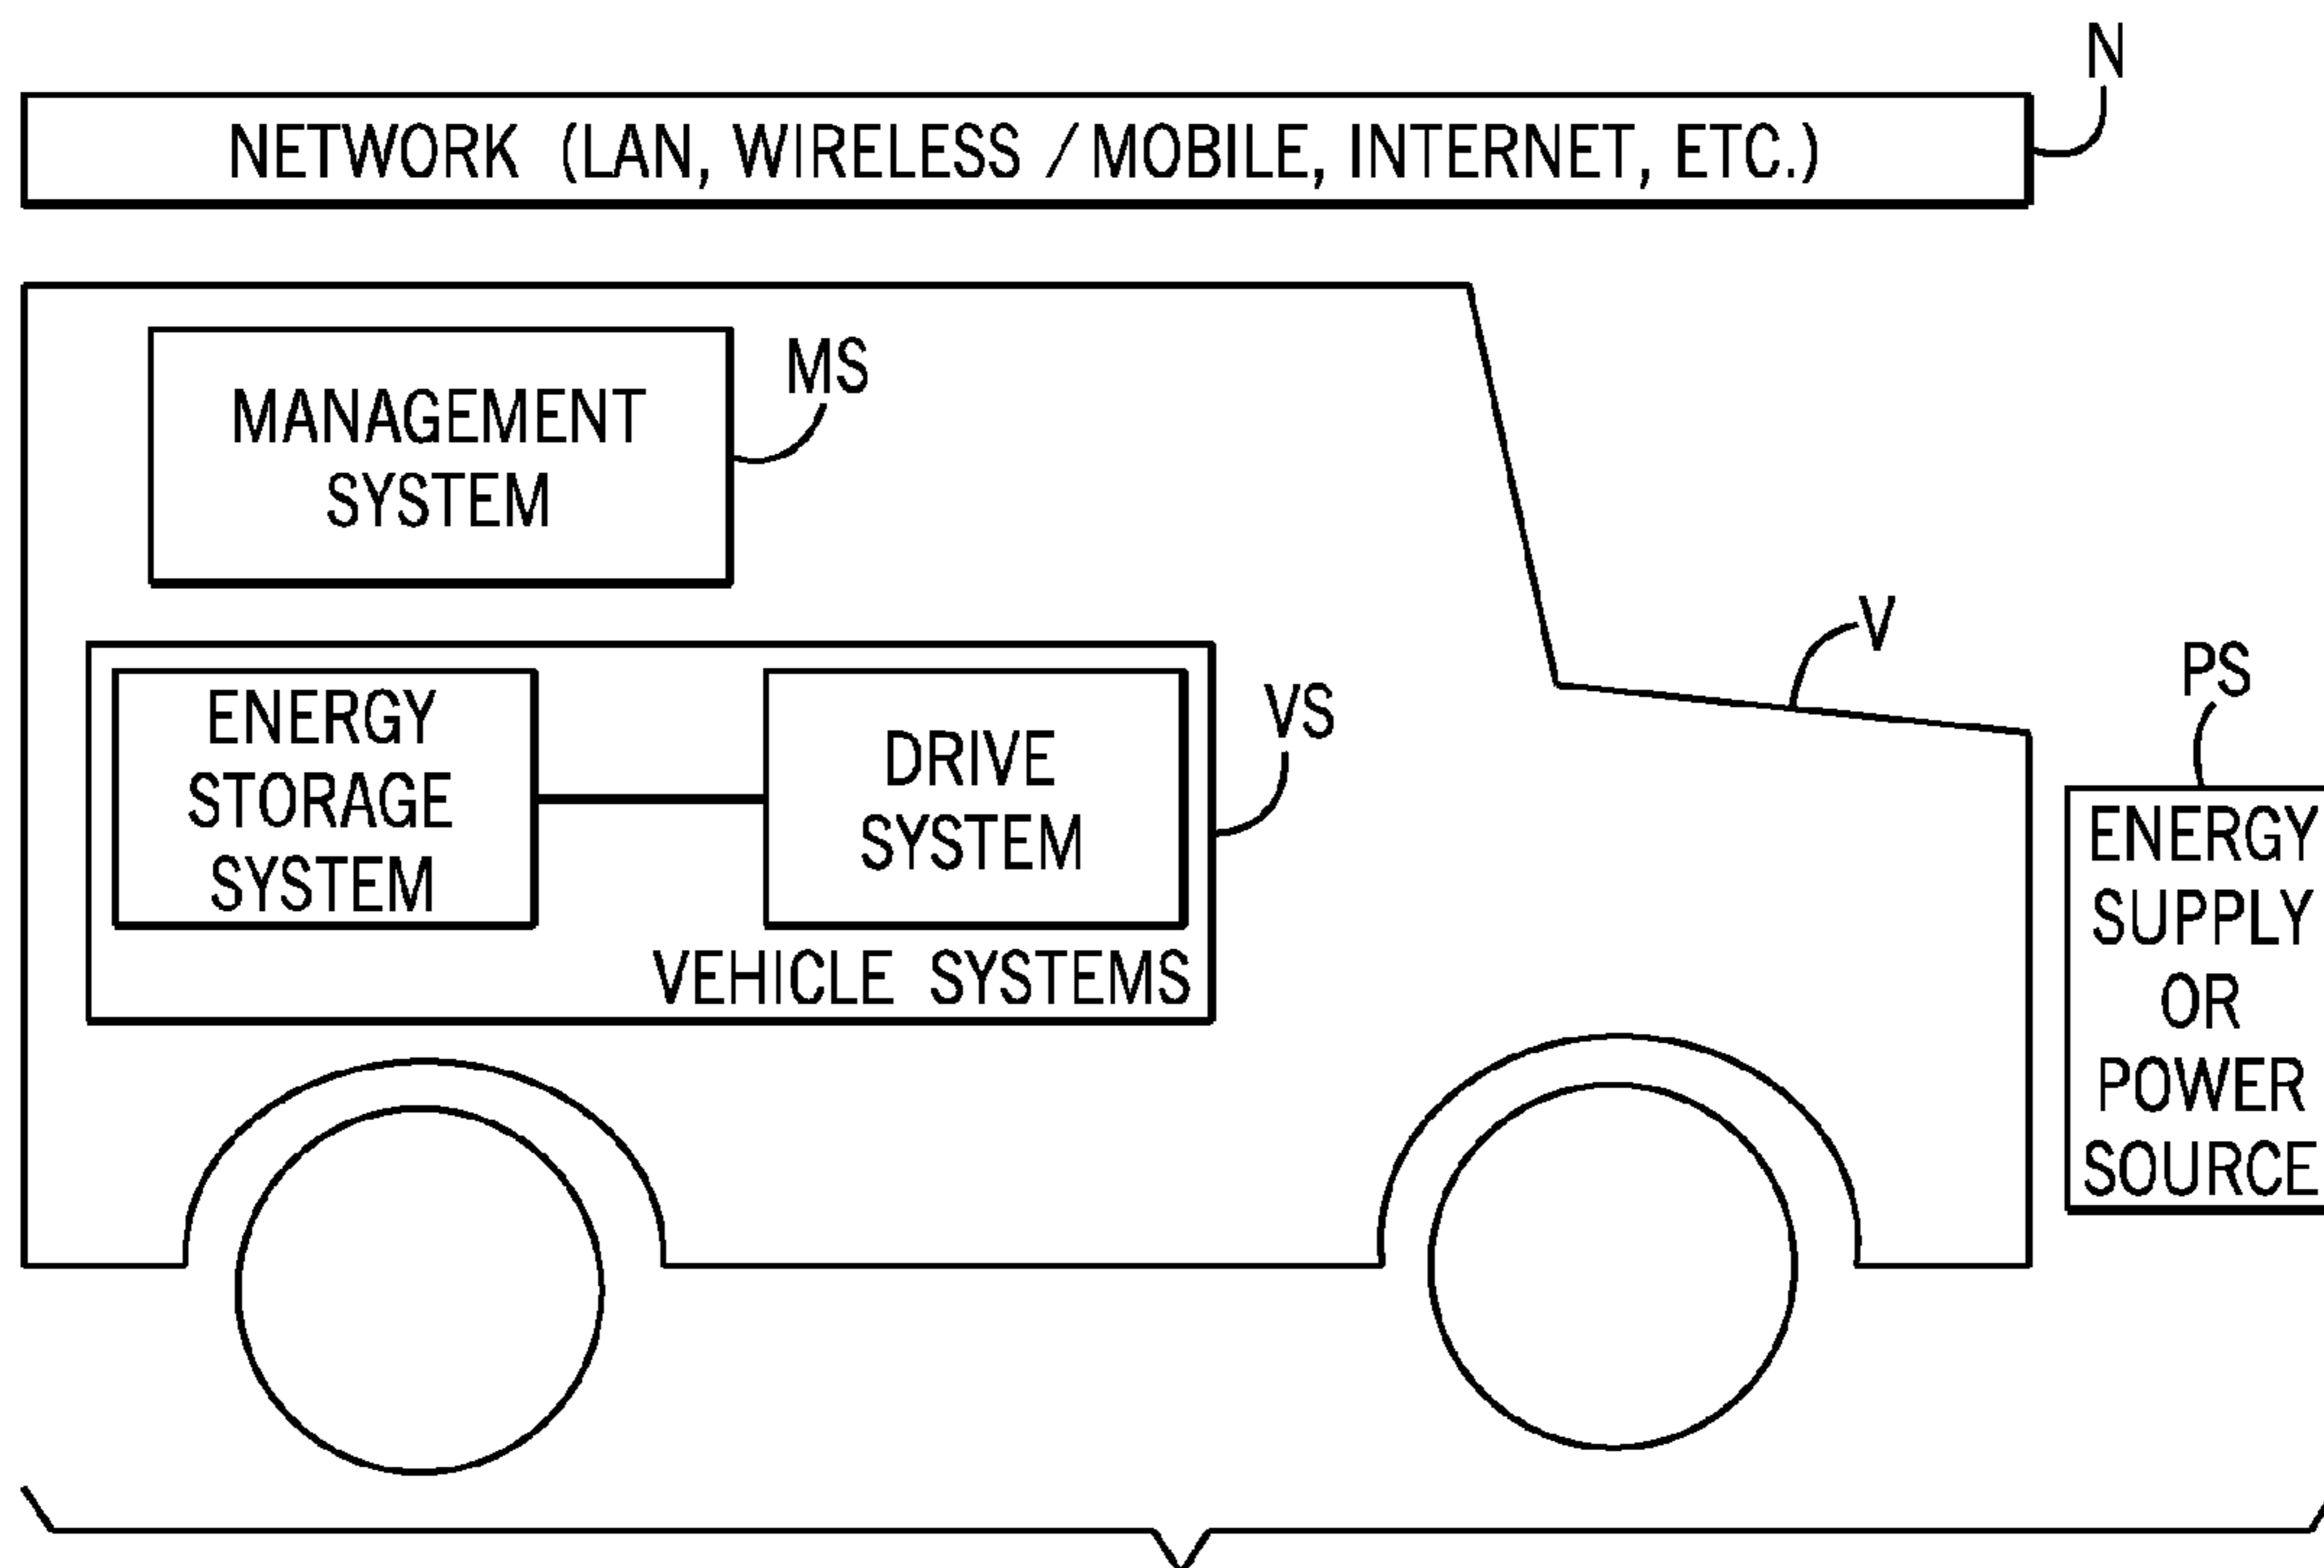 N
NETWORK (LAN, WIRELESS / MOBILE, INTERNET, ETC.)
MANAGEMENT
SYSTEM
MS
V
PS
ENERGY
STORAGE
SYSTEM
DRIVE
SYSTEM
VS
VEHICLE SYSTEMS
ENERGY
SUPPLY
OR
POWER
SOURCE